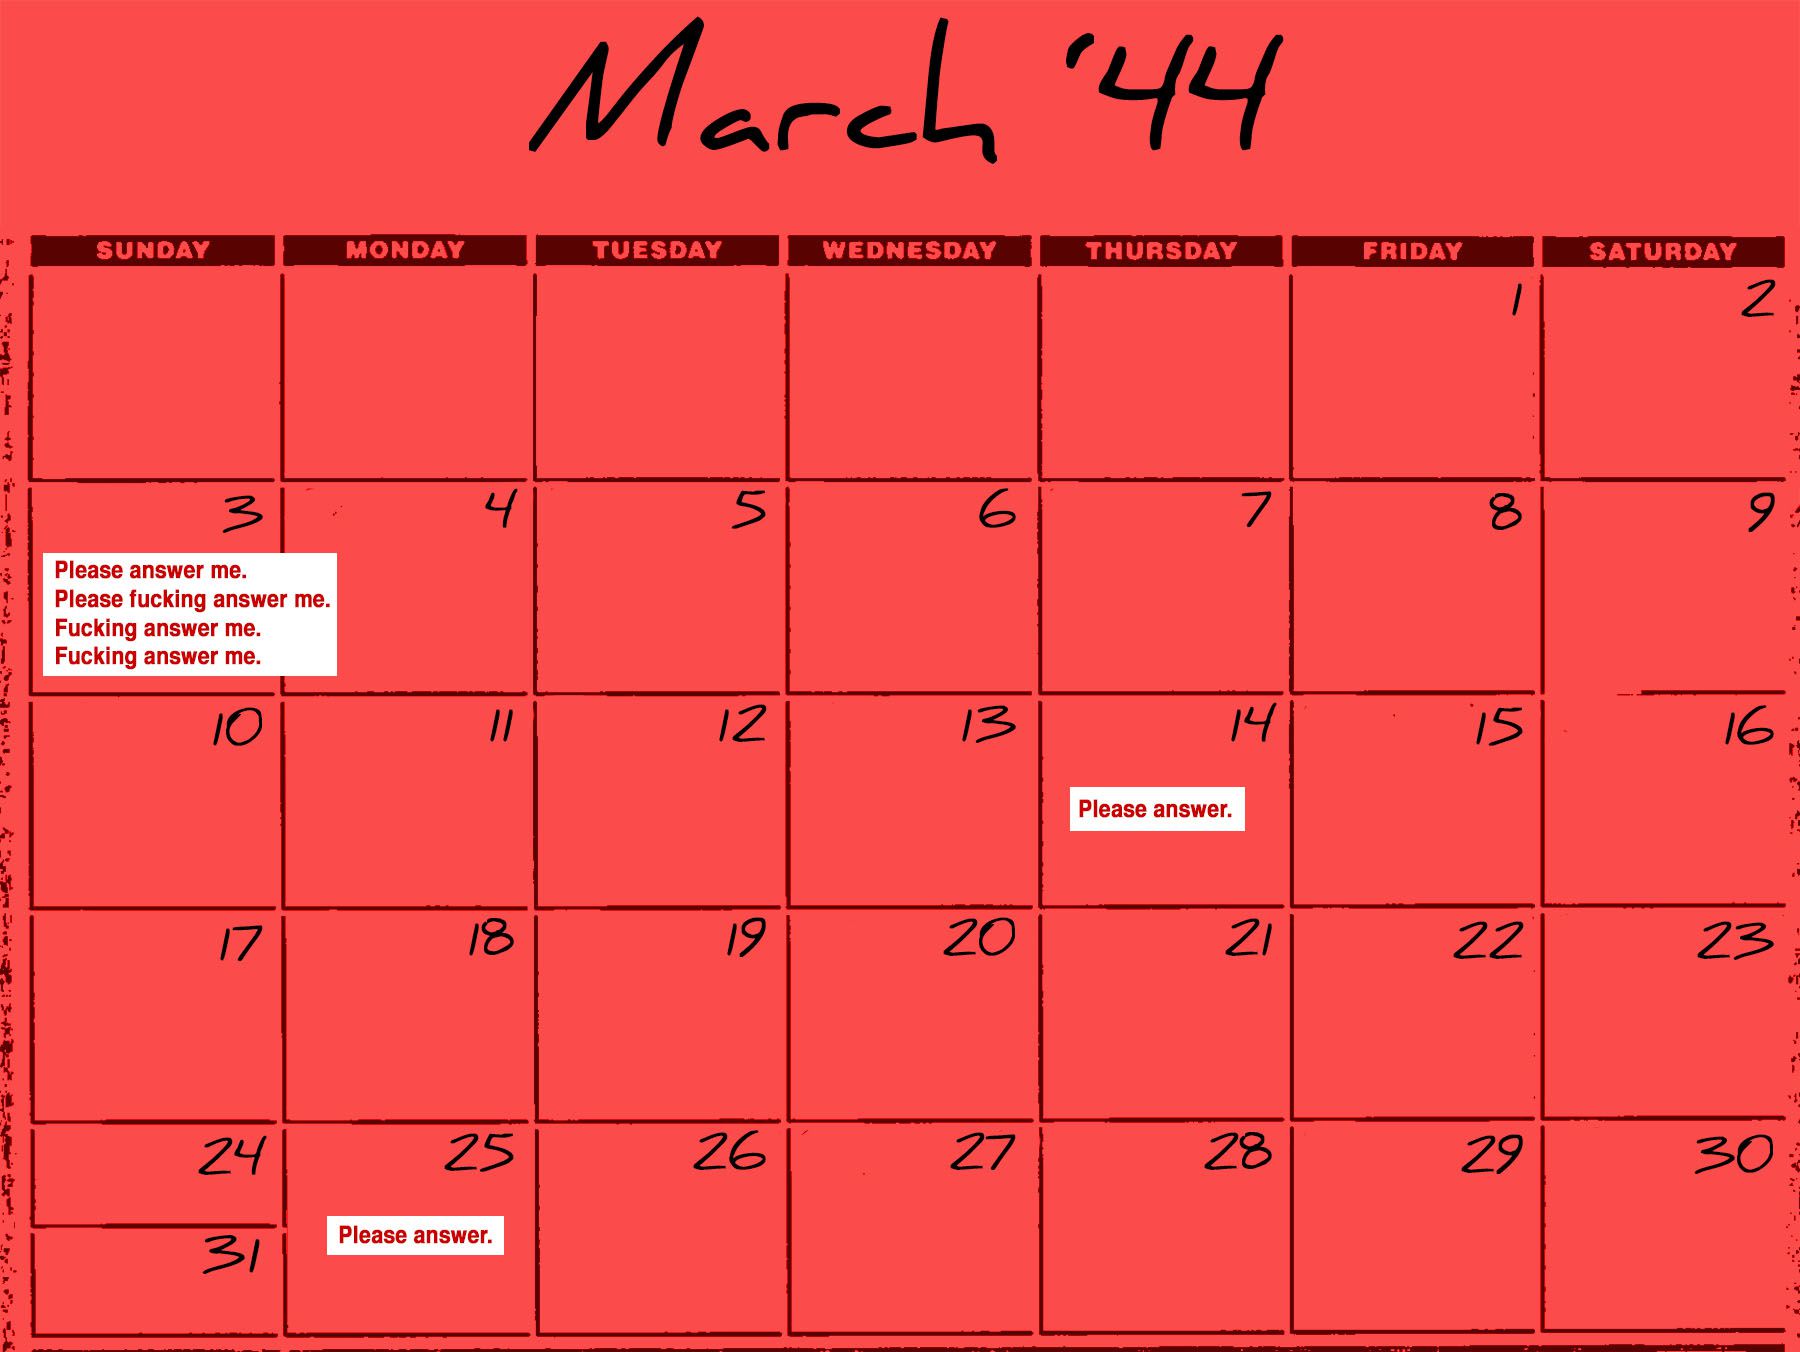 March '44
SUNDAY MONDAY TUESDAY WEDNESDAY THURSDAY FRIDAY SATURDAY
1 2
3 4 5 6 7 8 9
Please answer me.
Please fucking answer me.
Fucking answer me.
Fucking answer me.
10 11 12 13 14 15 16
Please answer.
17 18 19 20 21 22 23
24 25 26 27 28 29 30
Please answer.
31